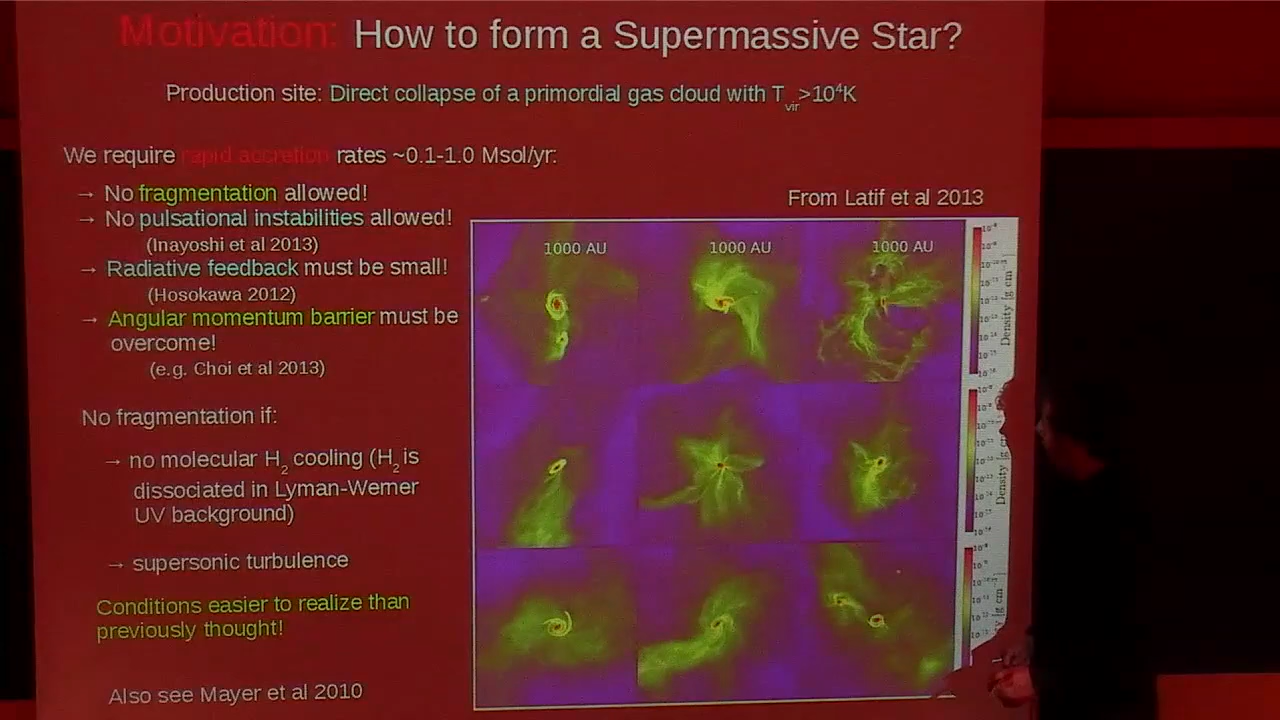 Motivation: How to form a Supermassive Star?
Production site: Direct collapse of a primordial gas cloud with Tvir>10⁴K
We require rapid accretion rates ~0.1-1.0 Msol/yr:
→ No fragmentation allowed!
→ No pulsational instabilities allowed!
(Inayoshi et al 2013)
→ Radiative feedback must be small!
(Hosokawa 2012)
→ Angular momentum barrier must be
overcome!
(e.g. Choi et al 2013)
No fragmentation if:
→ no molecular H₂ cooling (H₂ is
dissociated in Lyman-Werner
UV background)
→ supersonic turbulence
Conditions easier to realize than
previously thought!
Also see Mayer et al 2010
From Latif et al 2013
1000 AU 1000 AU 1000 AU
Density [g cm⁻³]
Density [g
[g cm⁻³]